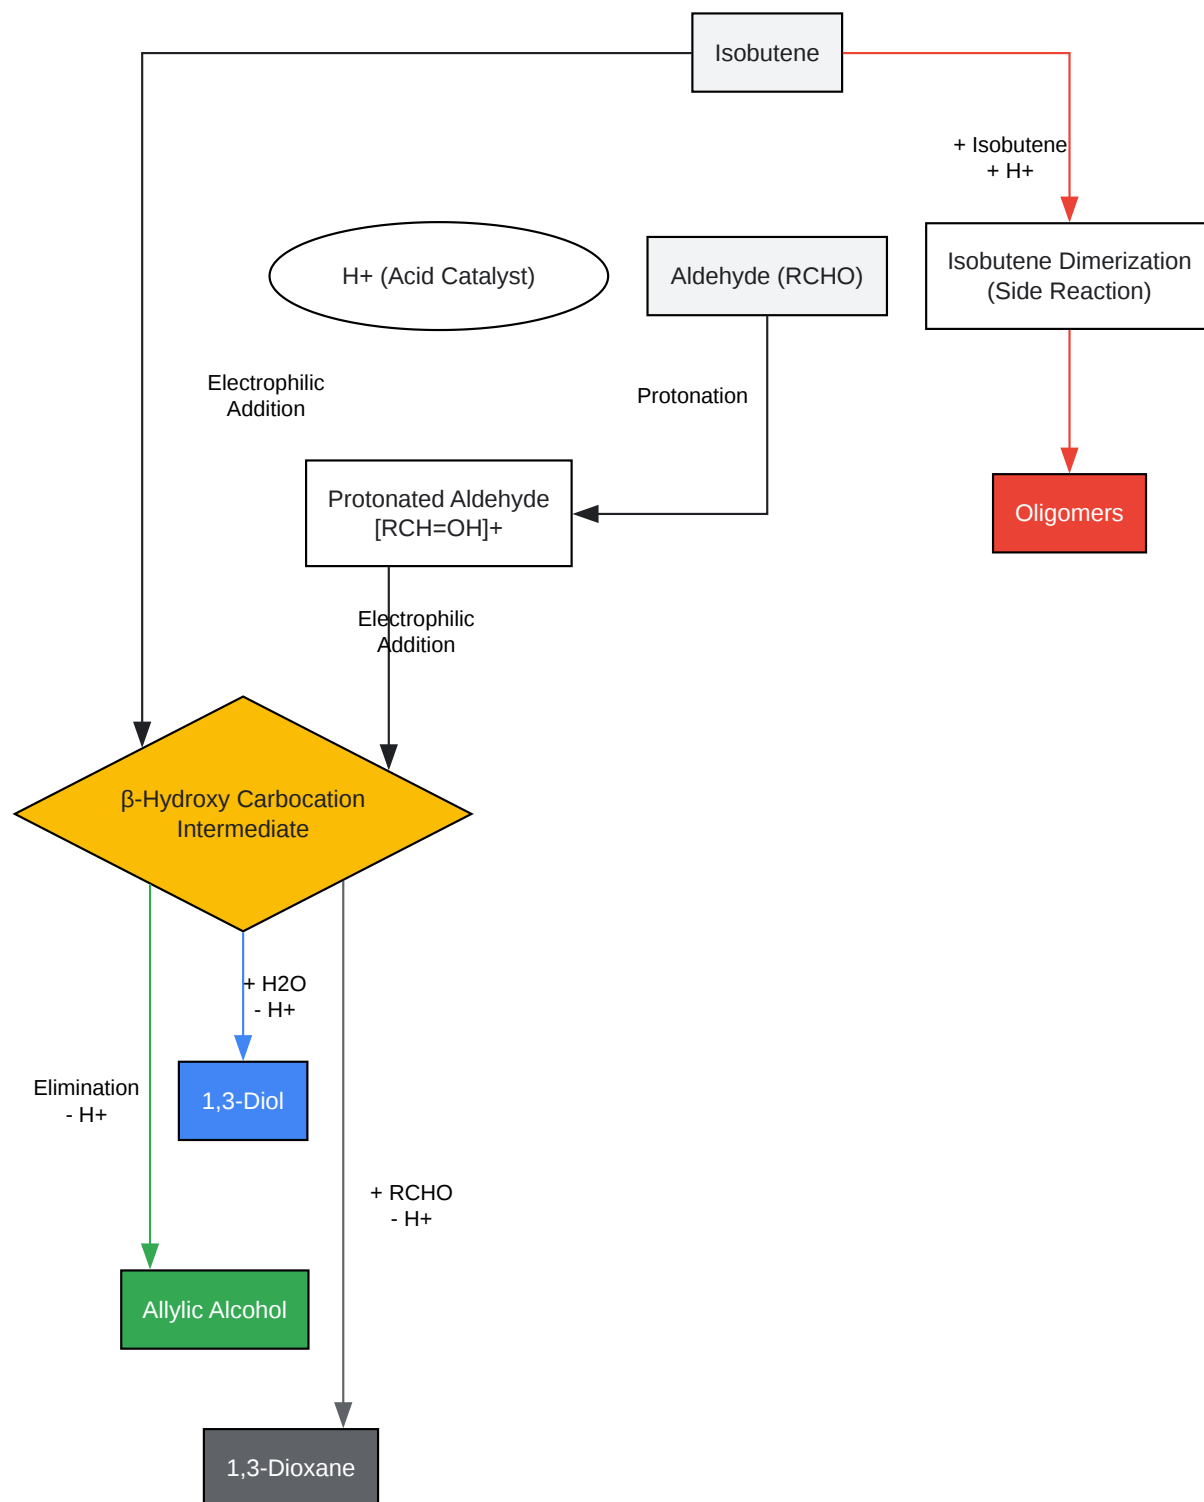 Isobutene
+ Isobutene
+ H+
H+ (Acid Catalyst)
Aldehyde (RCHO)
Isobutene Dimerization
(Side Reaction)
Electrophilic
Addition
Protonation
Protonated Aldehyde
[RCH=OH]+
Oligomers
Electrophilic
Addition
β-Hydroxy Carbocation
Intermediate
+ H2O
- H+
Elimination
- H+
1,3-Diol
+ RCHO
- H+
Allylic Alcohol
1,3-Dioxane